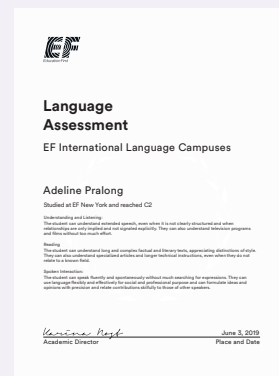 EF
Education First
Language
Assessment
EF International Language Campuses
Adeline Pralong
Studied at EF New York and reached C2
Understanding and Listening:
The student can understand extended speech, even when it is not clearly structured and when
relationships are only implied and not signaled explicitly. They can also understand television programs
and films without too much effort.
Reading
The student can understand long and complex factual and literary texts, appreciating distinctions of style.
They can also understand specialized articles and longer technical instructions, even when they do not
relate to a known field.
Spoken Interaction:
The student can speak fluently and spontaneously without much searching for expressions. They can
use language flexibly and effectively for social and professional purpose and can formulate ideas and
opinions with precision and relate contributions skillfully to those of other speakers.
Karina
June 3, 2019
Academic Director
Place and Date